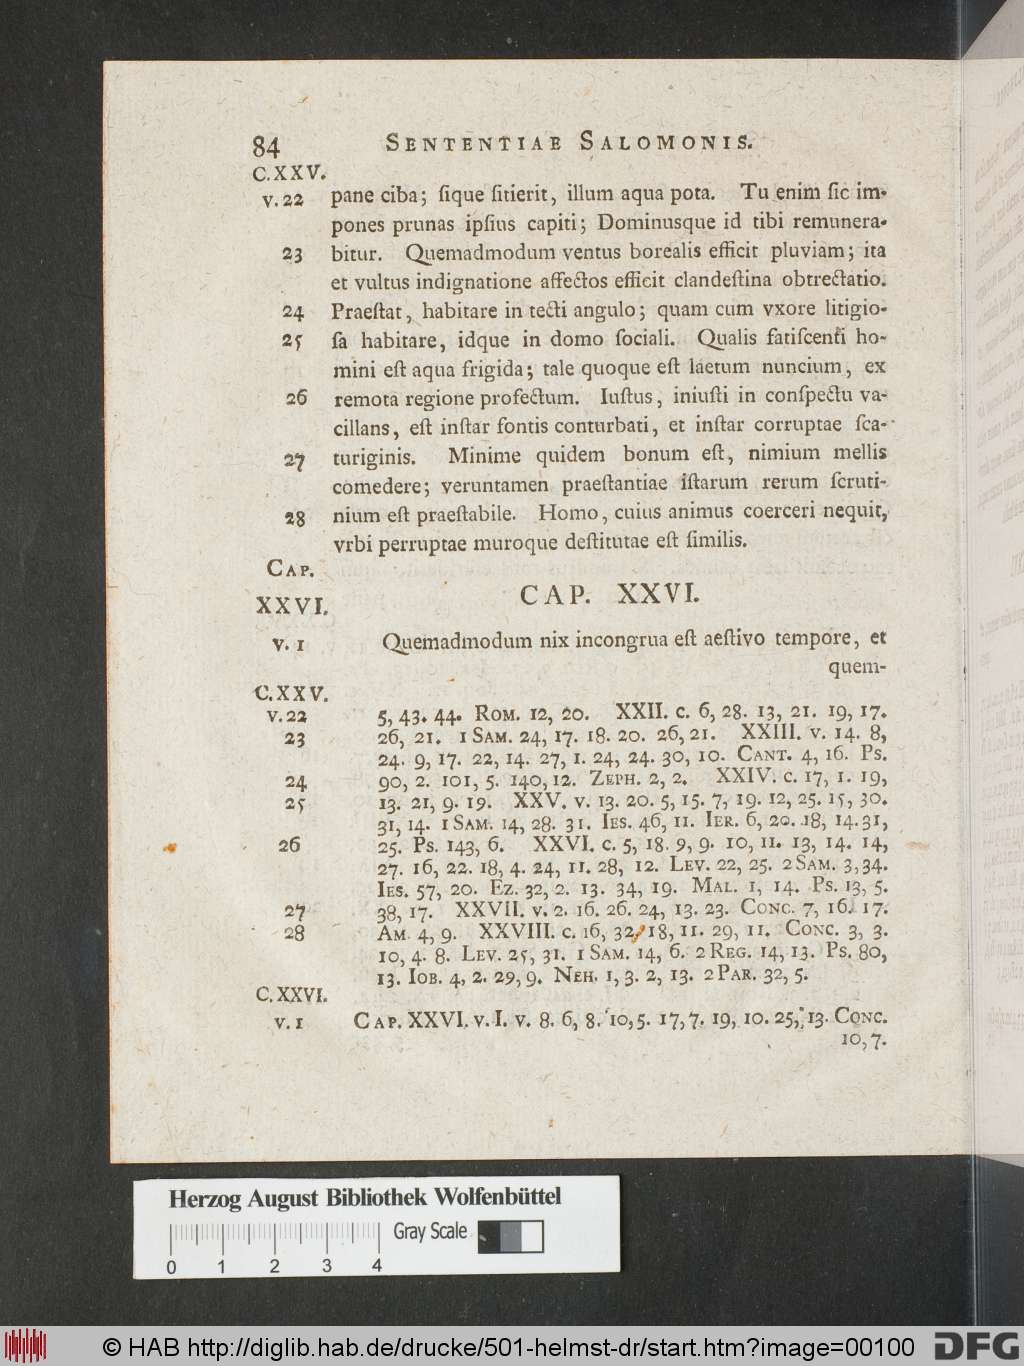 84 SENTENTIAE SALOMONIS.
C.XXV.
v.22 pane ciba; ſique ſitierit, illum aqua pota. Tu enim ſic im-
pones prunas ipſius capiti; Dominusque id tibi remunera-
23 bitur. Quemadmodum ventus borealis efficit pluviam; ita
et vultus indignatione affectos efficit clandeſtina obtrectatio.
24 Praeſtat, habitare in tecti angulo; quam cum vxore litigio-
25 ſa habitare, idque in domo ſociali. Qualis fatiſcenti ho-
mini eſt aqua frigida; tale quoque eſt laetum nuncium, ex
26 remota regione profectum. Iuſtus, iniuſti in conſpectu va-
cillans, eſt inſtar fontis conturbati, et inſtar corruptae ſca-
27 turiginis. Minime quidem bonum eſt, nimium mellis
comedere; veruntamen praeſtantiae iſtarum rerum ſcruti-
28 nium eſt praeſtabile. Homo, cuius animus coerceri nequit,
vrbi perruptae muroque deſtitutae eſt ſimilis.
CAP.
XXVI. CAP. XXVI.
v. 1 Quemadmodum nix incongrua eſt aeſtivo tempore, et
quem-
C.XXV.
v.22 5, 43. 44. ROM. 12, 20. XXII. c. 6, 28. 13, 21. 19, 17.
23 26, 21. 1 SAM. 24, 17. 18. 20. 26, 21. XXIII. v. 14. 8,
24. 9, 17. 22, 14. 27, 1. 24, 24. 30, 10. CANT. 4, 16. PS.
24 90, 2. 101, 5. 140, 12. ZEPH. 2, 2. XXIV. c. 17, 1. 19,
25 13. 21, 9. 19. XXV. v. 13. 20. 5, 15. 7, 19. 12, 25. 15, 30.
31, 14. 1 SAM. 14, 28. 31. IES. 46, 11. IER. 6, 20. 18, 14. 31,
26 25. PS. 143, 6. XXVI. c. 5, 18. 9, 9. 10, 11. 13, 14. 14,
27. 16, 22. 18, 4. 24, 11. 28, 12. LEV. 22, 25. 2 SAM. 3, 34.
IES. 57, 20. EZ. 32, 2. 13. 34, 19. MAL. 1, 14. PS. 13, 5.
27 38, 17. XXVII. v. 2. 16. 26. 24, 13. 23. CONC. 7, 16. 17.
28 AM. 4, 9. XXVIII. c. 16, 32. 18, 11. 29, 11. CONC. 3, 3.
10, 4. 8. LEV. 25, 31. 1 SAM. 14, 6. 2 REG. 14, 13. PS. 80,
13. IOB. 4, 2. 29, 9. NEH. 1, 3. 2, 13. 2 PAR. 32, 5.
C.XXVI.
v. 1 CAP. XXVI. v. I. v. 8. 6, 8. 10, 5. 17, 7. 19, 10. 25, 13. CONC.
10, 7.
Herzog August Bibliothek Wolfenbüttel
Gray Scale
0 1 2 3 4
© HAB http://diglib.hab.de/drucke/501-helmst-dr/start.htm?image=00100 DFG